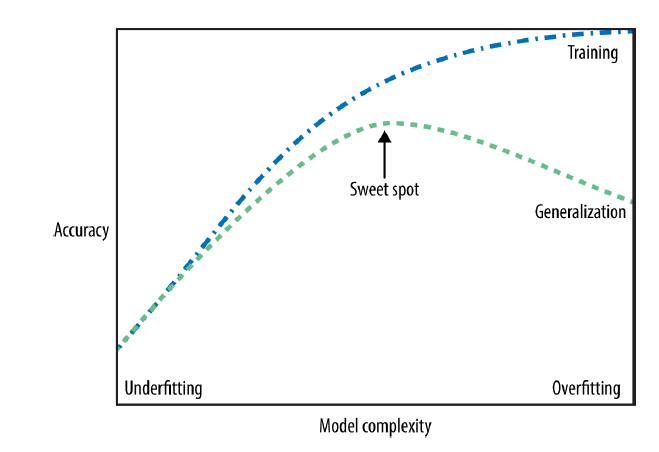 Training
Sweet spot
Generalization
Accuracy
Underfitting
Overfitting
Model complexity